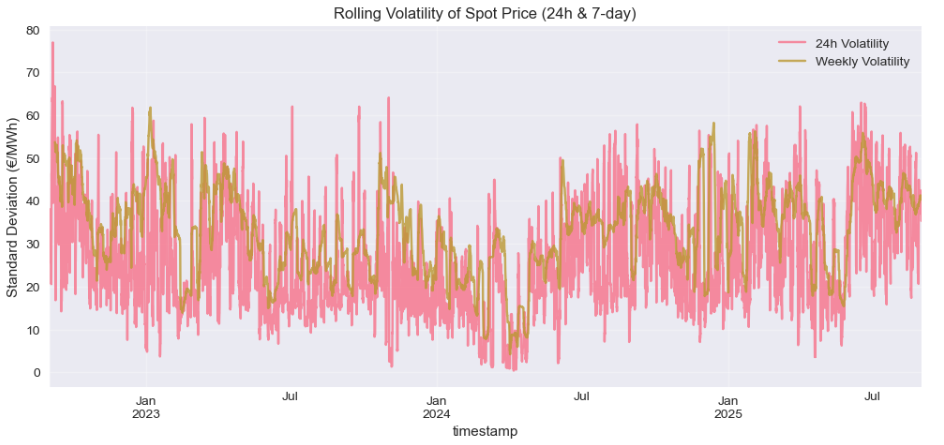 Rolling Volatility of Spot Price (24h & 7-day)
80
70
60
50
40
30
20
10
0
Standard Deviation (€/MWh)
24h Volatility
Weekly Volatility
Jan
2023
Jul
Jan
2024
Jul
Jan
2025
Jul
timestamp